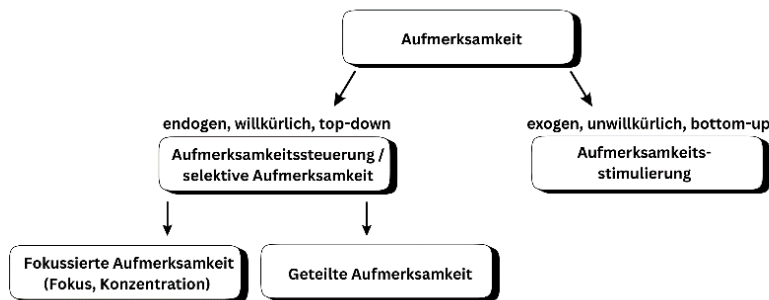 Aufmerksamkeit
endogen, willkürlich, top-down
exogen, unwillkürlich, bottom-up
Aufmerksamkeitssteuerung /
selektive Aufmerksamkeit
Aufmerksamkeits-
stimulierung
Fokussierte Aufmerksamkeit
(Fokus, Konzentration)
Geteilte Aufmerksamkeit